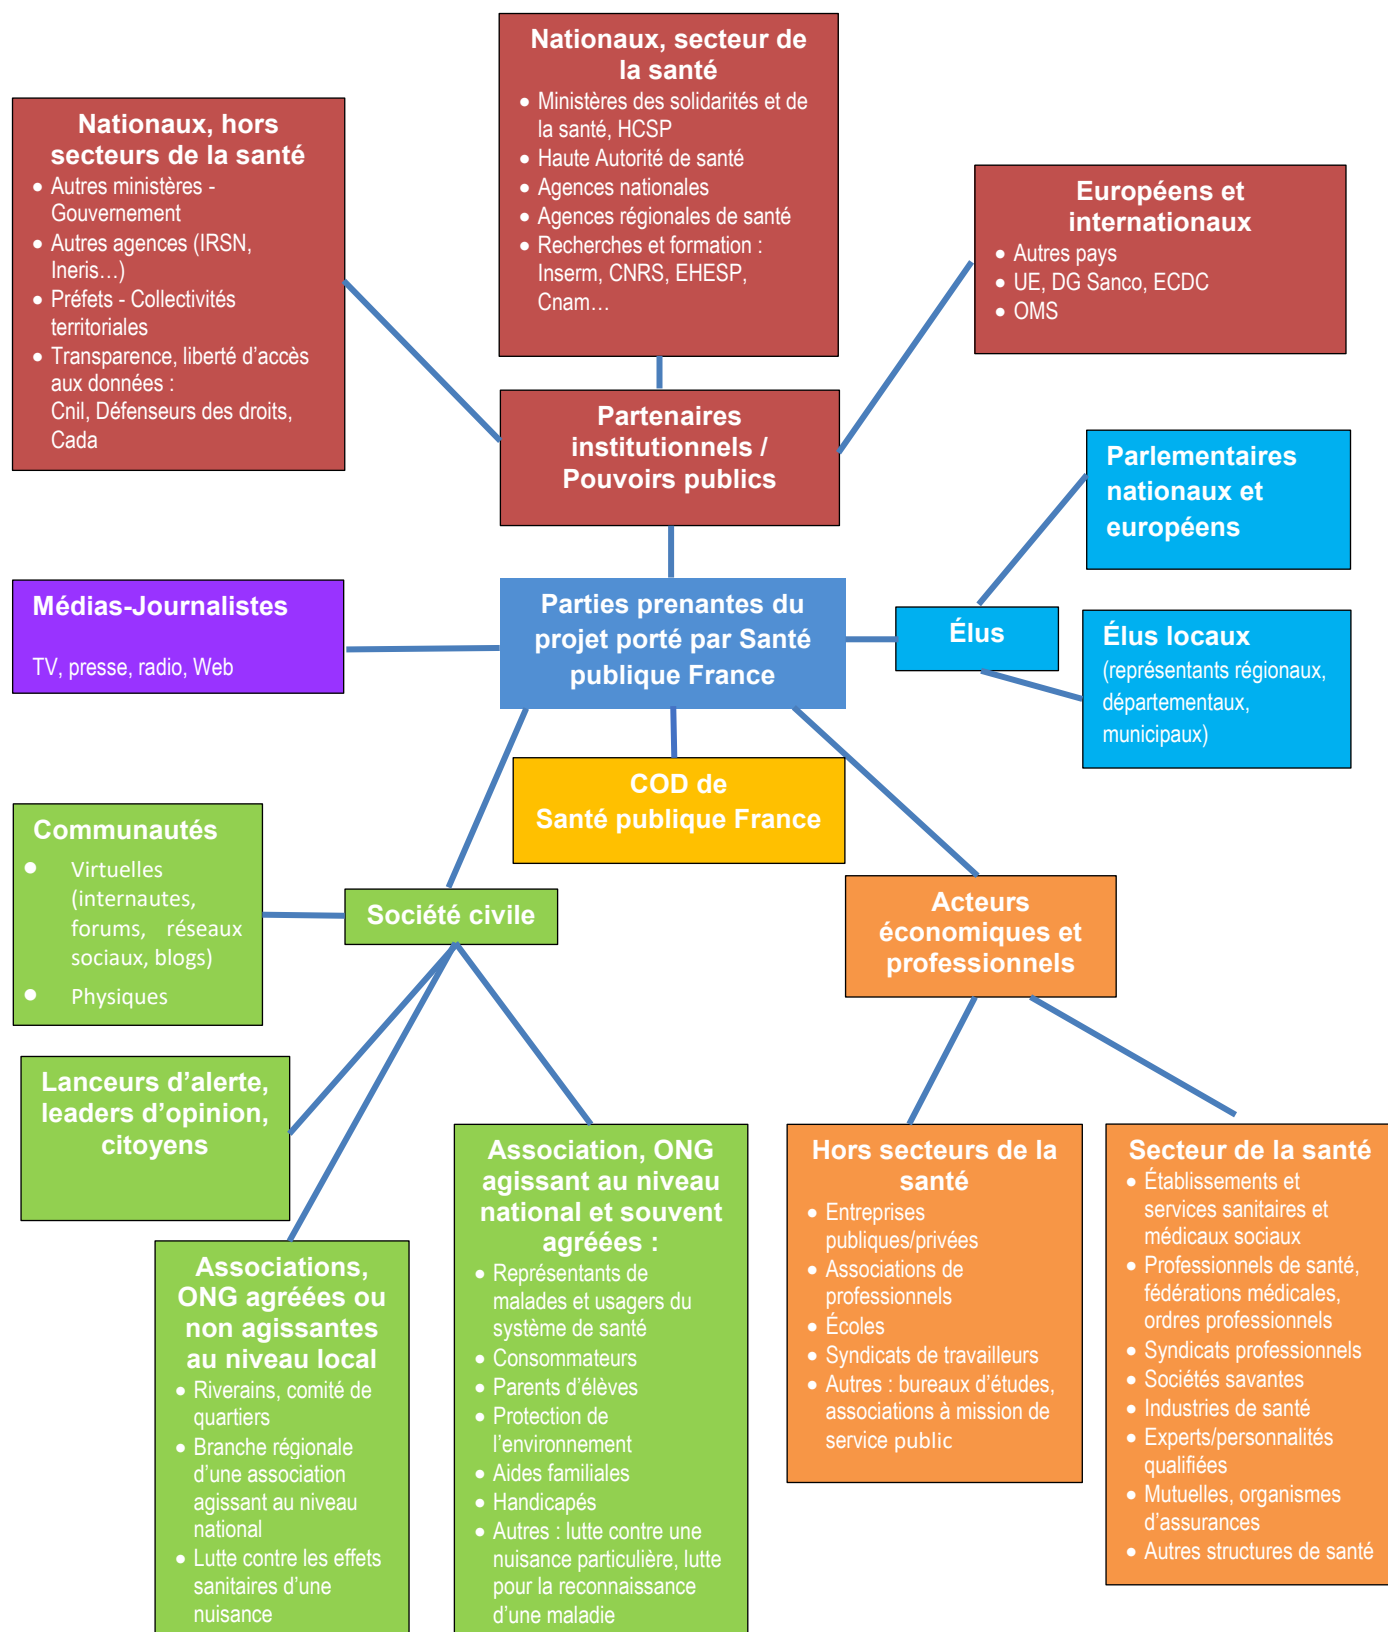 Nationaux, secteur de
la santé
• Ministères des solidarités et de
la santé, HCSP
• Haute Autorité de santé
• Agences nationales
• Agences régionales de santé
• Recherches et formation :
Inserm, CNRS, EHESP,
Cnam…
Nationaux, hors
secteurs de la santé
• Autres ministères -
Gouvernement
• Autres agences (IRSN,
Ineris…)
• Préfets - Collectivités
territoriales
• Transparence, liberté d’accès
aux données :
Cnil, Défenseurs des droits,
Cada
Européens et
internationaux
• Autres pays
• UE, DG Sanco, ECDC
• OMS
Partenaires
institutionnels /
Pouvoirs publics
Parlementaires
nationaux et
européens
Médias-Journalistes
TV, presse, radio, Web
Parties prenantes du
projet porté par Santé
publique France
Élus
Élus locaux
(représentants régionaux,
départementaux,
municipaux)
COD de
Santé publique France
Communautés
• Virtuelles
(internautes,
forums, réseaux
sociaux, blogs)
• Physiques
Société civile
Acteurs
économiques et
professionnels
Lanceurs d’alerte,
leaders d’opinion,
citoyens
Associations,
ONG agréées ou
non agissantes
au niveau local
• Riverains, comité de
quartiers
• Branche régionale
d’une association
agissant au niveau
national
• Lutte contre les effets
sanitaires d’une
nuisance
Association, ONG
agissant au niveau
national et souvent
agréées :
• Représentants de
malades et usagers du
système de santé
• Consommateurs
• Parents d’élèves
• Protection de
l’environnement
• Aides familiales
• Handicapés
• Autres : lutte contre une
nuisance particulière, lutte
pour la reconnaissance
d’une maladie
Hors secteurs de la
santé
• Entreprises
publiques/privées
• Associations de
professionnels
• Écoles
• Syndicats de travailleurs
• Autres : bureaux d’études,
associations à mission de
service public
Secteur de la santé
• Établissements et
services sanitaires et
médicaux sociaux
• Professionnels de santé,
fédérations médicales,
ordres professionnels
• Syndicats professionnels
• Sociétés savantes
• Industries de santé
• Experts/personnalités
qualifiées
• Mutuelles, organismes
d’assurances
• Autres structures de santé